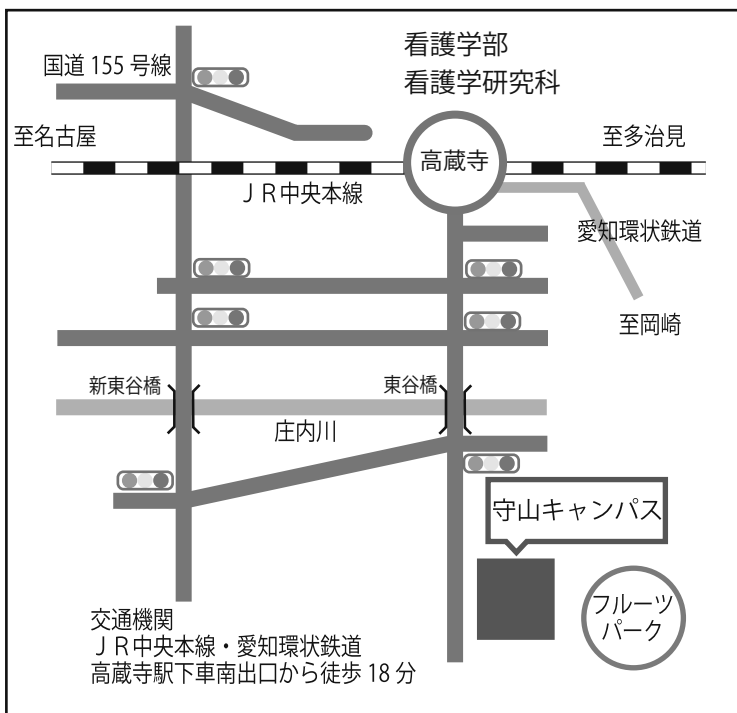 看護学部
看護学研究科
国道 155 号線
至名古屋
至多治見
高蔵寺
ＪＲ中央本線
愛知環状鉄道
至岡崎
新東谷橋
東谷橋
庄内川
守山キャンパス
フルーツ
パーク
交通機関
ＪＲ中央本線・愛知環状鉄道
高蔵寺駅下車南出口から徒歩 18 分